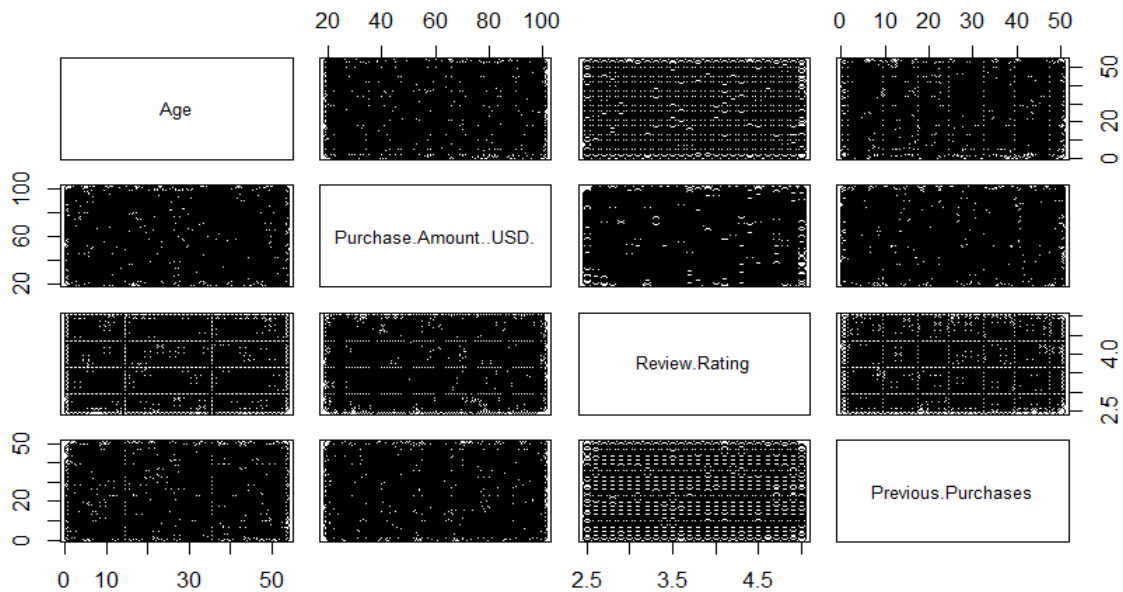 20 40 60 80 100 0 10 20 30 40 50
Age
0 20 50
20 60 100
Purchase.Amount..USD.
Review.Rating
2.5 4.0
0 20 50
Previous.Purchases
0 10 30 50 2.5 3.5 4.5